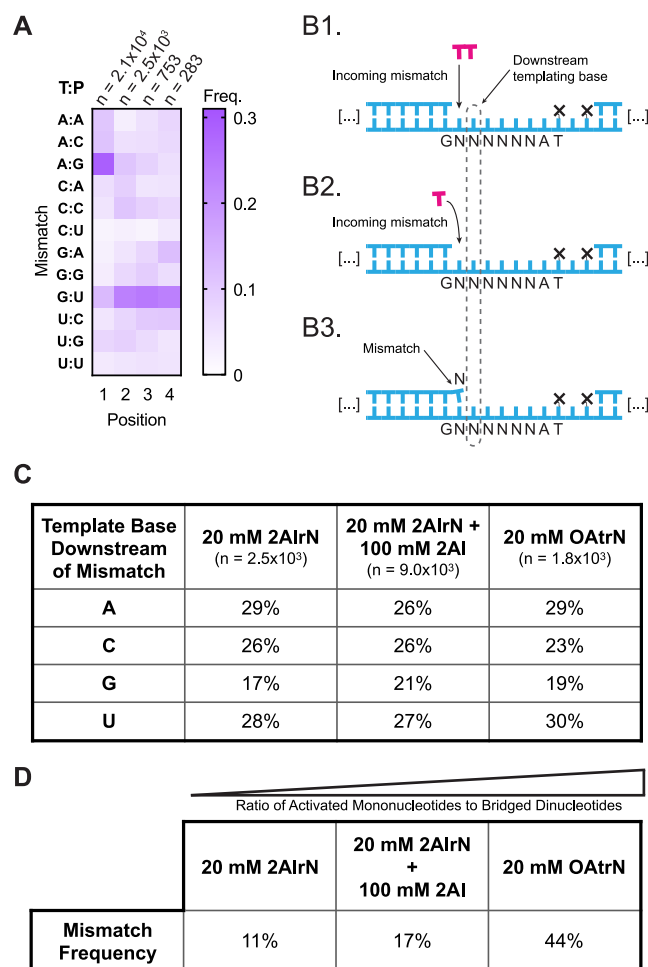 A
T:P
n = 2.1x10⁴
n = 2.5x10³
n = 753
n = 283
Freq.
Mismatch
A:A
A:C
A:G
C:A
C:C
C:U
G:A
G:G
G:U
U:C
U:G
U:U
0.3
0.2
0.1
0
1 2 3 4
Position
B1.
Incoming mismatch
Downstream
templating base
[...] [...]
GNNNNNNAT
B2.
Incoming mismatch
[...] [...]
GNNNNNNAT
B3.
Mismatch
N
[...] [...]
GNNNNNNAT
C
Template Base
Downstream
of Mismatch
20 mM 2AIrN
(n = 2.5x10³)
20 mM 2AIrN +
100 mM 2AI
(n = 9.0x10³)
20 mM OAtrN
(n = 1.8x10³)
A 29% 26% 29%
C 26% 26% 23%
G 17% 21% 19%
U 28% 27% 30%
D
Ratio of Activated Mononucleotides to Bridged Dinucleotides
20 mM 2AIrN
20 mM 2AIrN
+
100 mM 2AI
20 mM OAtrN
Mismatch
Frequency
11% 17% 44%